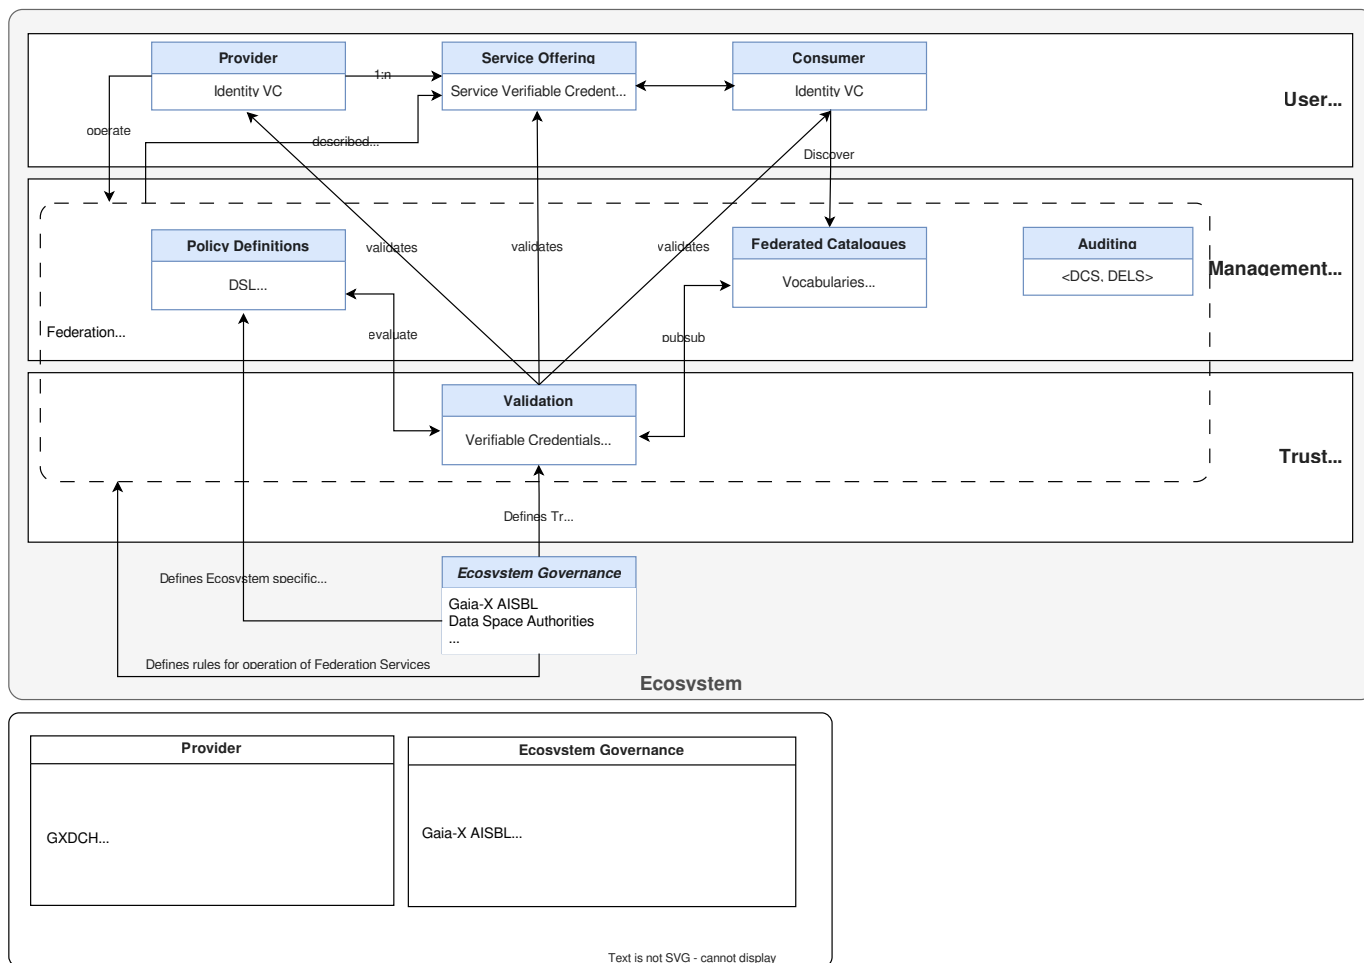 Provider
Identity VC
Service Offering
Service Verifiable Credent...
Consumer
Identity VC
User...
1:n
operate
described...
Discover
Policy Definitions
DSL...
validates
validates
validates
Federated Catalogues
Vocabularies...
Auditing
<DCS, DELS>
Management...
Federation...
evaluate
pubsub
Validation
Verifiable Credentials...
Trust...
Defines Tr...
Defines Ecosystem specific...
Ecosystem Governance
Gaia-X AISBL
Data Space Authorities
...
Defines rules for operation of Federation Services
Ecosystem
Provider
GXDCH...
Ecosystem Governance
Gaia-X AISBL...
Text is not SVG - cannot display